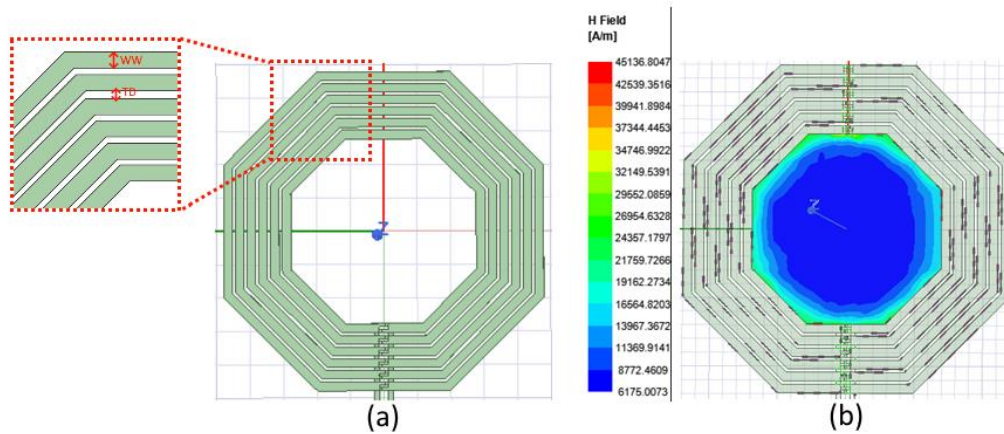 WW
TD
Z
(a)
H Field
[A/m]
45136.8047
42539.3516
39941.8984
37344.4453
34746.9922
32149.5391
29552.0859
26954.6328
24357.1797
21759.7266
19162.2734
16564.8203
13967.3672
11369.9141
8772.4609
6175.0073
Z
(b)